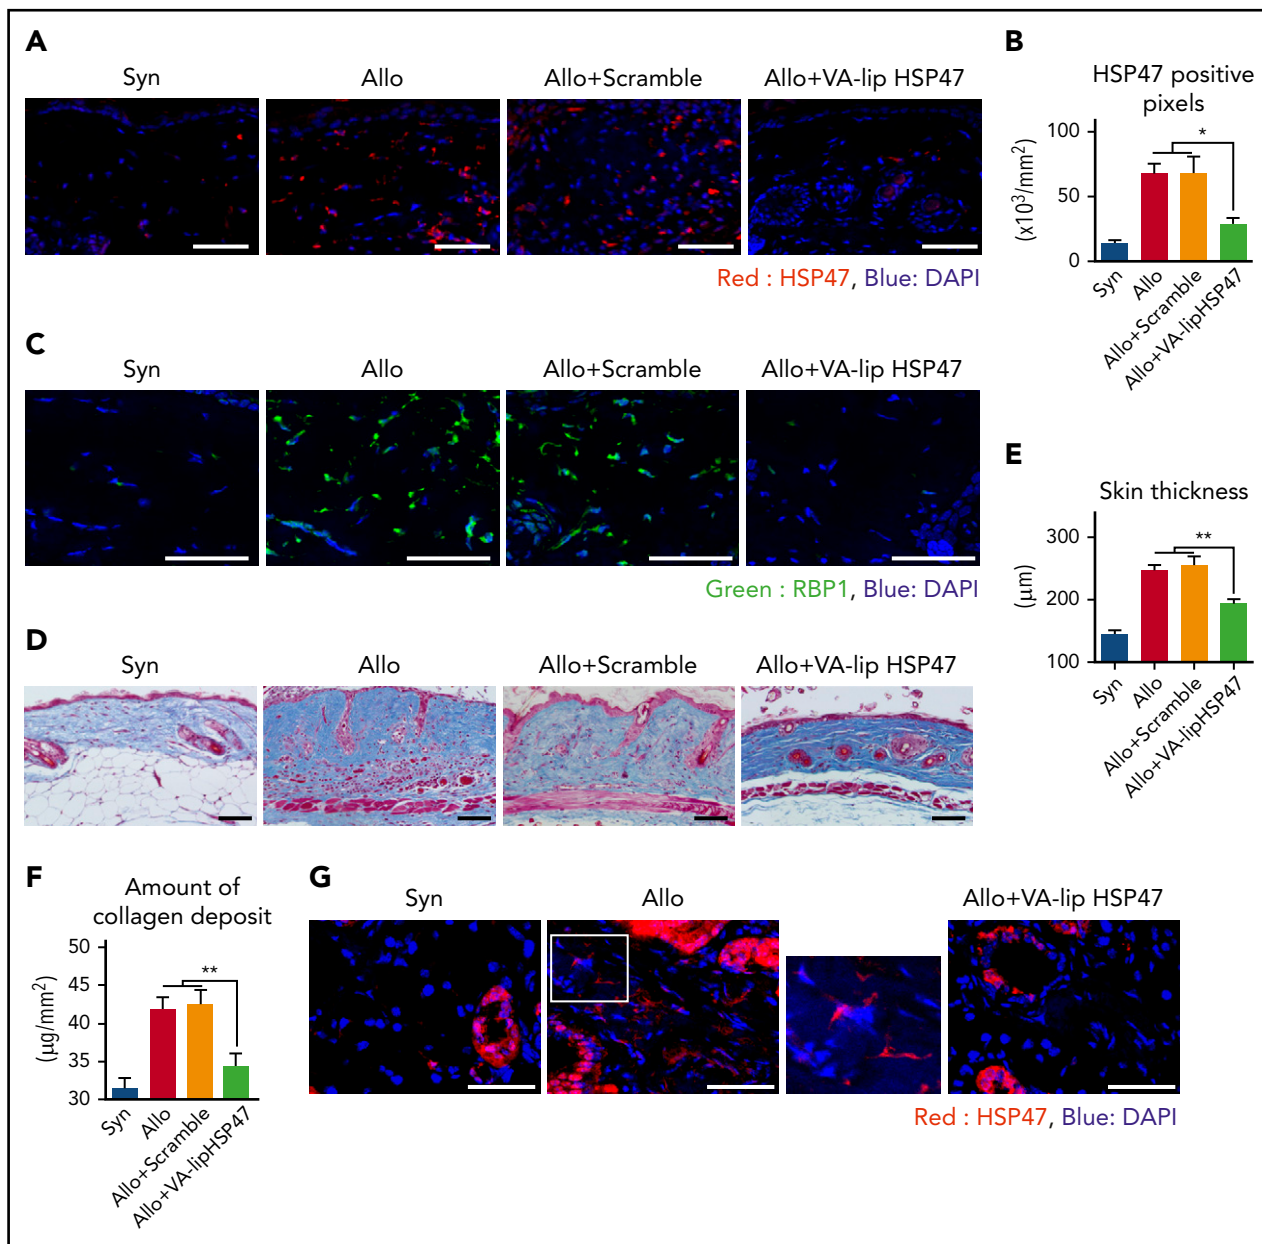 A
Syn
Allo
Allo+Scramble
Allo+VA-lip HSP47
Red : HSP47, Blue: DAPI
B
HSP47 positive
pixels
(x10³/mm²)
100
50
0
*
Syn
Allo
Allo+Scramble
Allo+VA-lipHSP47
C
Syn
Allo
Allo+Scramble
Allo+VA-lip HSP47
Green : RBP1, Blue: DAPI
D
Syn
Allo
Allo+Scramble
Allo+VA-lip HSP47
E
Skin thickness
(μm)
300
200
100
**
Syn
Allo
Allo+Scramble
Allo+VA-lipHSP47
F
Amount of
collagen deposit
(μg/mm²)
50
45
40
35
30
**
Syn
Allo
Allo+Scramble
Allo+VA-lipHSP47
G
Syn
Allo
Allo+VA-lip HSP47
Red : HSP47, Blue: DAPI